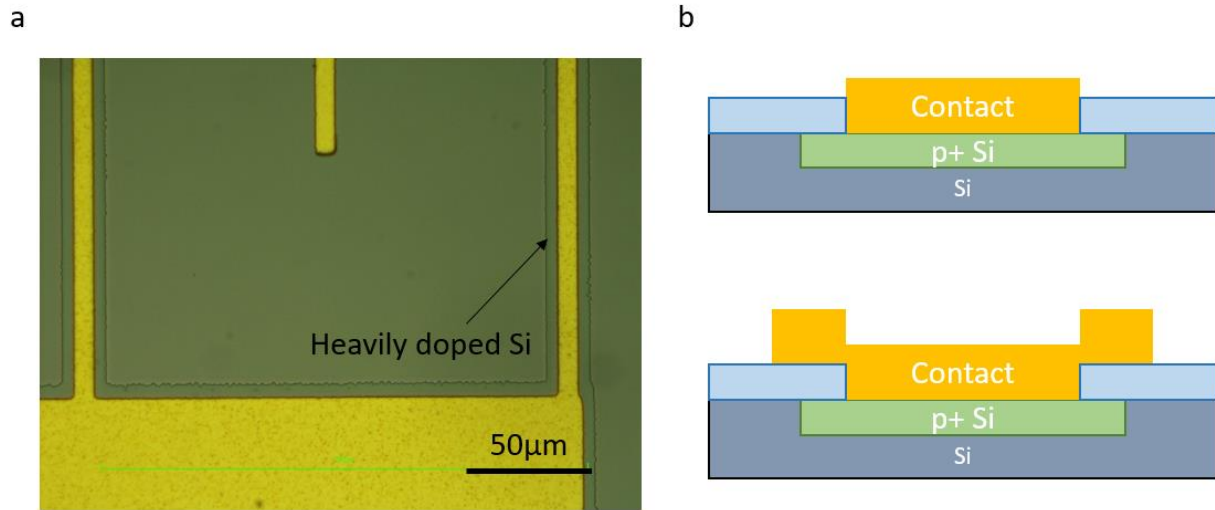 a
b
Heavily doped Si
50μm
Contact
p+ Si
Si
Contact
p+ Si
Si